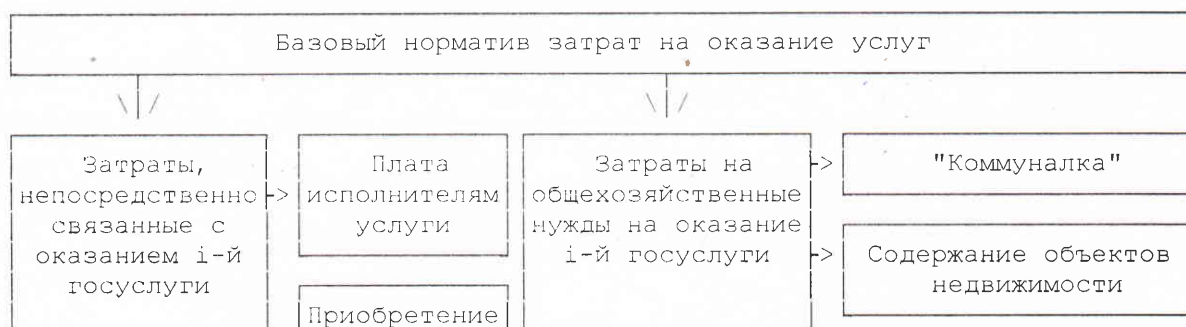 Базовый норматив затрат на оказание услуг
Затраты,
непосредственно
связанные с
оказанием i-й
госуслуги
Плата
исполнителям
услуги
Приобретение
Затраты на
общехозяйственные
нужды на оказание
i-й госуслуги
"Коммуналка"
Содержание объектов
недвижимости